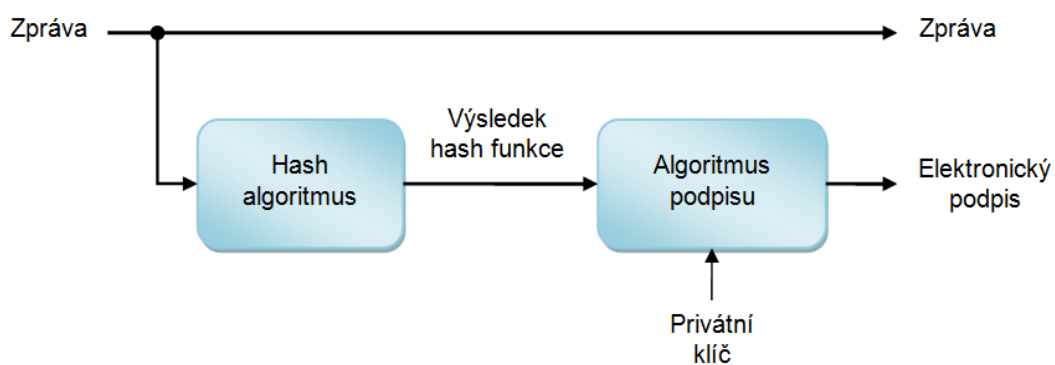 Zpráva
Zpráva
Výsledek
hash funkce
Hash
algoritmus
Algoritmus
podpisu
Elektronický
podpis
Privátní
klíč